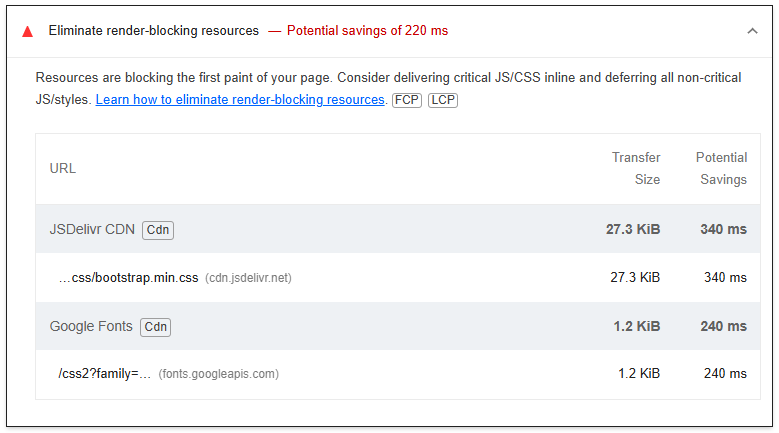 Eliminate render-blocking resources — Potential savings of 220 ms
Resources are blocking the first paint of your page. Consider delivering critical JS/CSS inline and deferring all non-critical
JS/styles. Learn how to eliminate render-blocking resources. FCP LCP
URL Transfer Size Potential Savings
JSDelivr CDN Cdn 27.3 KiB 340 ms
…css/bootstrap.min.css (cdn.jsdelivr.net) 27.3 KiB 340 ms
Google Fonts Cdn 1.2 KiB 240 ms
/css2?family=… (fonts.googleapis.com) 1.2 KiB 240 ms